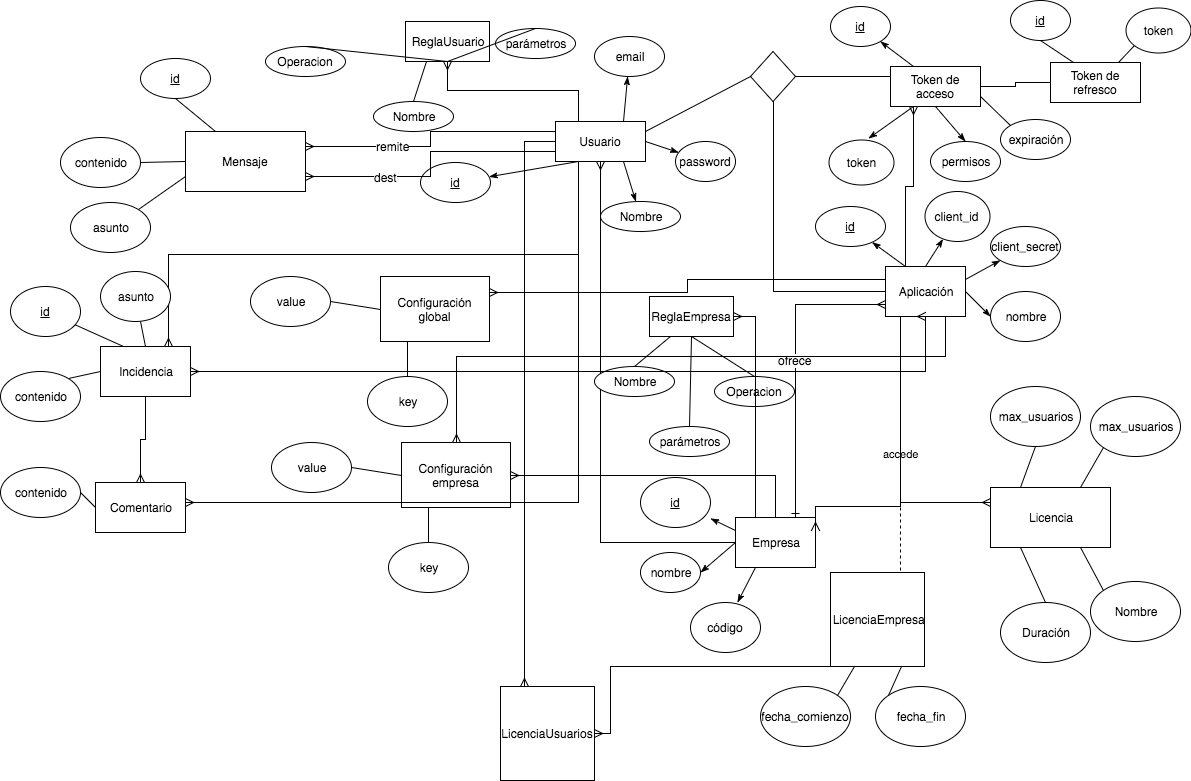 id
id
token
ReglaUsuario
parámetros
Operacion
email
id
Token de
acceso
Token de
refresco
Nombre
Usuario
expiración
remite
Mensaje
contenido
password
token
permisos
dest
id
asunto
Nombre
id
client_id
client_secret
Aplicación
id
asunto
value
Configuración
global
ReglaEmpresa
nombre
Incidencia
ofrece
contenido
key
Nombre
Operacion
parámetros
max_usuarios
max_usuarios
accede
value
Configuración
empresa
contenido
Comentario
id
Licencia
Empresa
key
nombre
código
LicenciaEmpresa
Duración
Nombre
fecha_comienzo
fecha_fin
LicenciaUsuarios